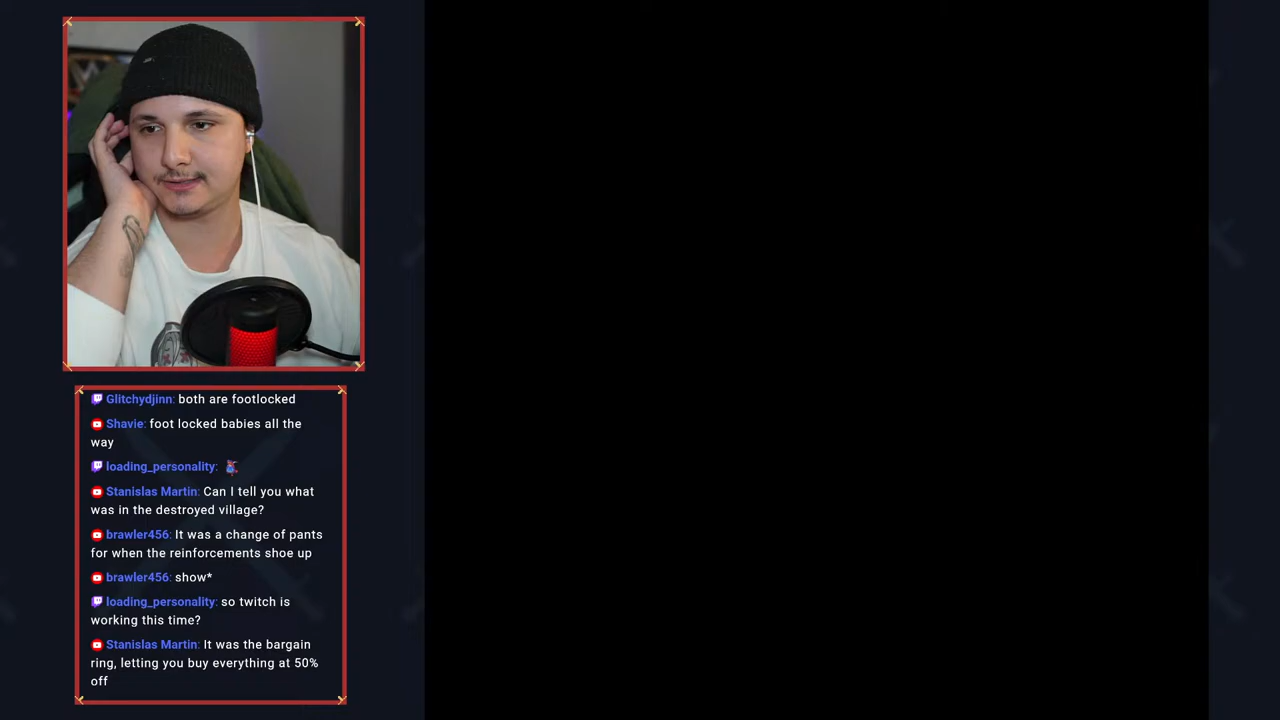 Glitchydjinn: both are footlocked
Shavie: foot locked babies all the
way
loading_personality:
Stanislas Martin: Can I tell you what
was in the destroyed village?
brawler456: It was a change of pants
for when the reinforcements shoe up
brawler456: show*
loading_personality: so twitch is
working this time?
Stanislas Martin: It was the bargain
ring, letting you buy everything at 50%
off